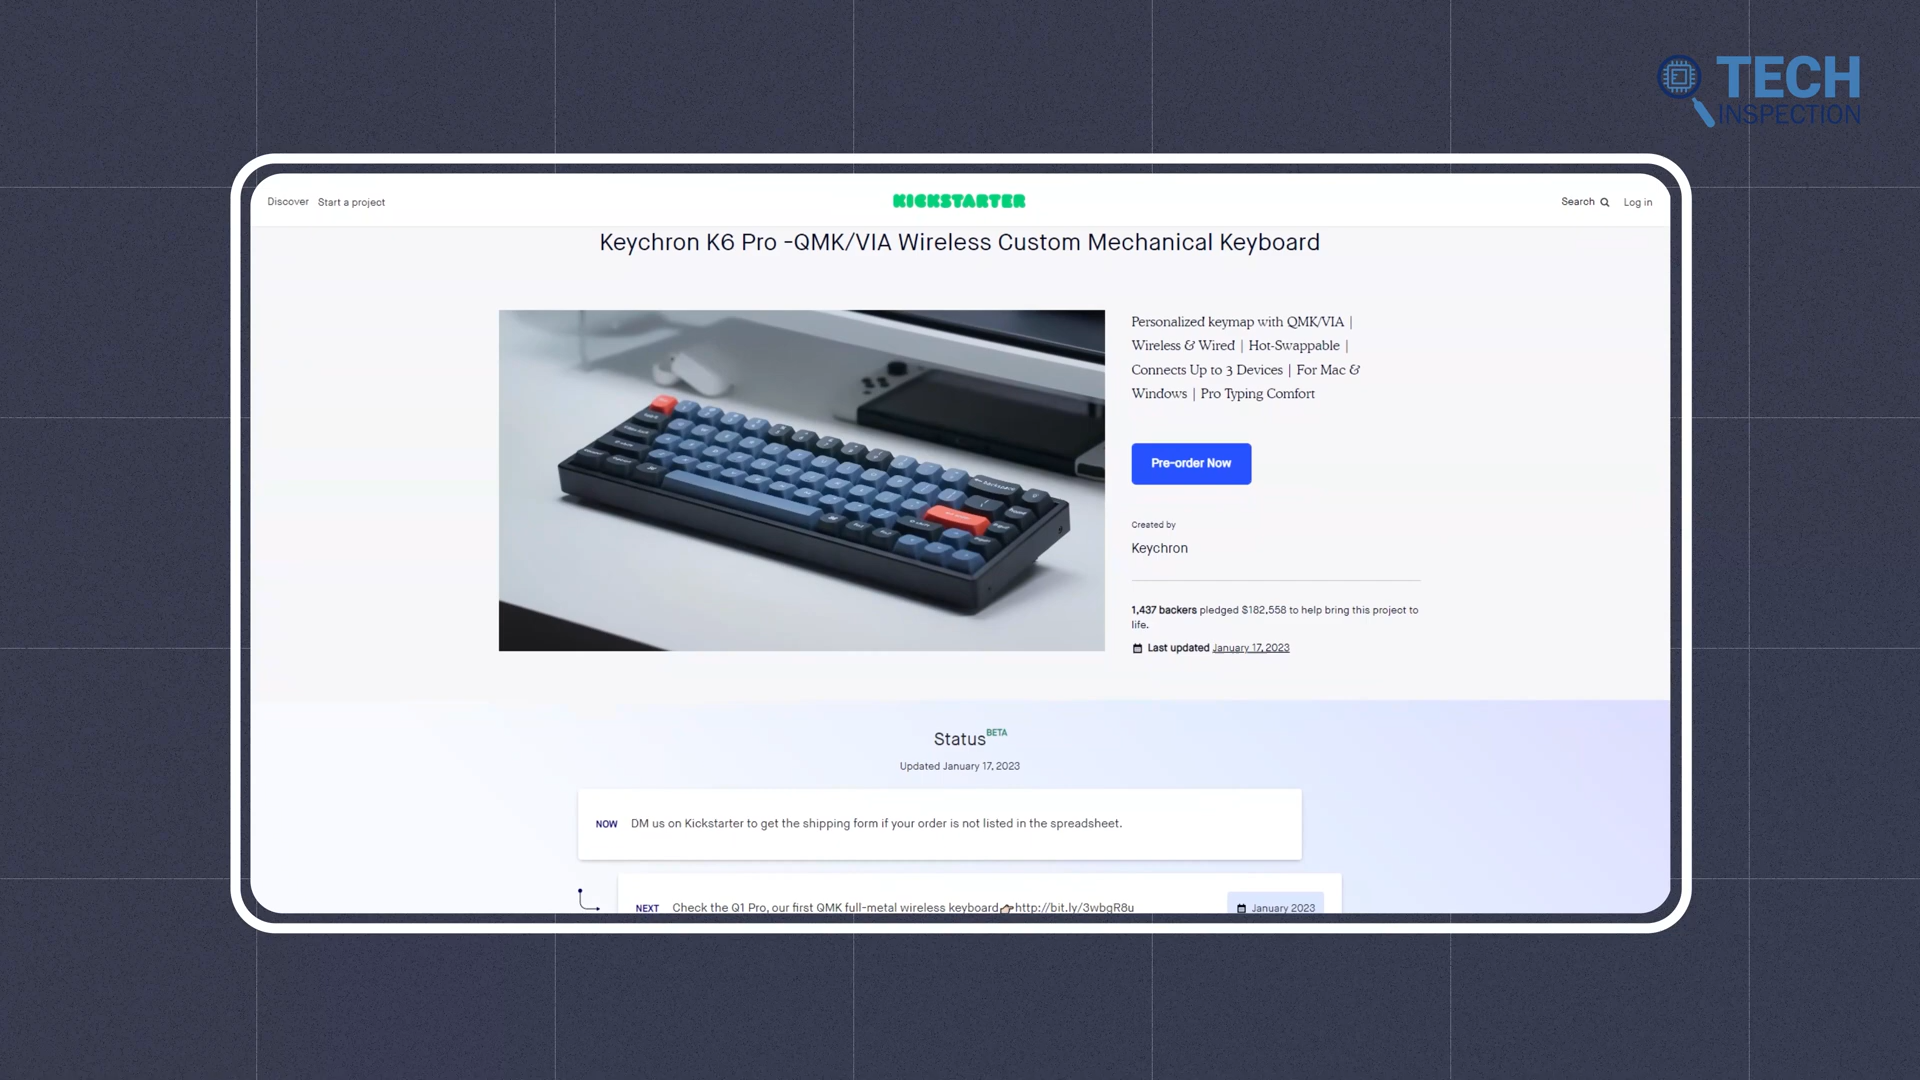 TECH
INSPECTION
Discover Start a project
KICKSTARTER
Search Log in
Keychron K6 Pro -QMK/VIA Wireless Custom Mechanical Keyboard
Personalized keymap with QMK/VIA |
Wireless & Wired | Hot-Swappable |
Connects Up to 3 Devices | For Mac &
Windows | Pro Typing Comfort
Pre-order Now
Created by
Keychron
1,437 backers pledged $182,558 to help bring this project to
life.
Last updated January 17, 2023
Status BETA
Updated January 17, 2023
NOW DM us on Kickstarter to get the shipping form if your order is not listed in the spreadsheet.
NEXT Check the Q1 Pro, our first QMK full-metal wireless keyboard👉http://bit.ly/3wbgR8u
January 2023